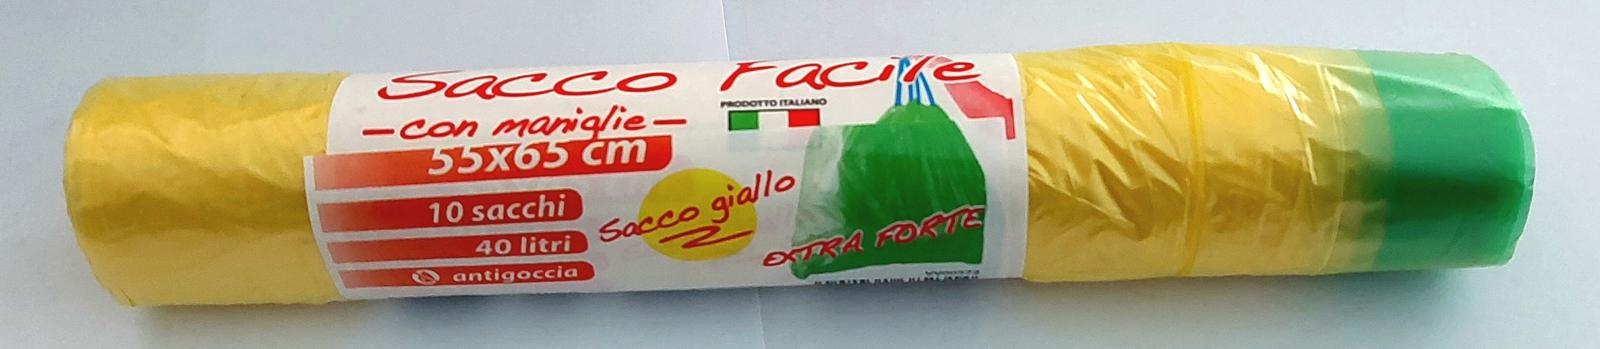 Sacco Facile
PRODOTTO ITALIANO
-con maniglie-
55x65 cm
10 sacchi
Sacco giallo
40 litri
EXTRA FORTE
antigoccia